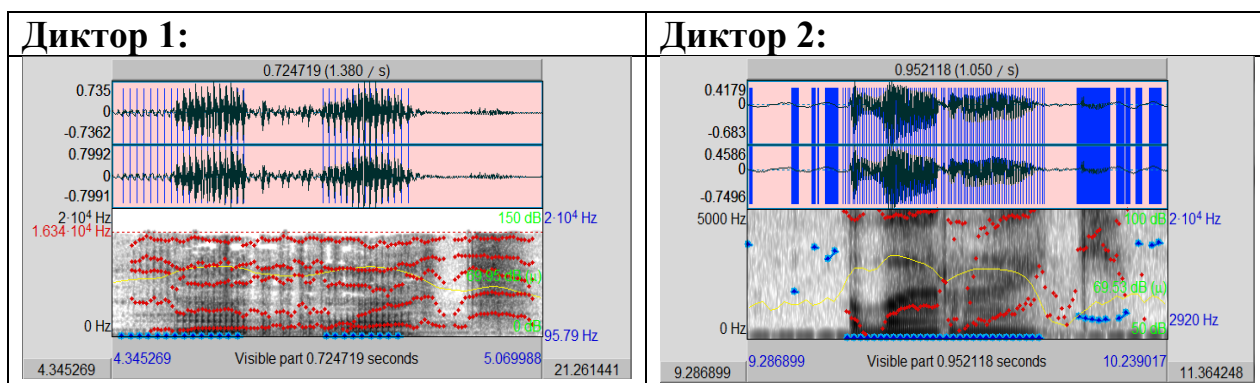 Диктор 1:
0.724719 (1.380 / s)
0.735
0
-0.7362
0.7992
0
-0.7991
2·10⁴ Hz
1.634·10⁴ Hz
0 Hz
150 dB
2·10⁴ Hz
0 dB
95.79 Hz
4.345269
Visible part 0.724719 seconds
5.069988
4.345269
21.261441
Диктор 2:
0.952118 (1.050 / s)
0.4179
0
-0.683
0.4586
0
-0.7496
5000 Hz
0 Hz
100 dB
2·10⁴ Hz
69.53 dB (µ)
50 dB
2920 Hz
9.286899
Visible part 0.952118 seconds
10.239017
9.286899
11.364248